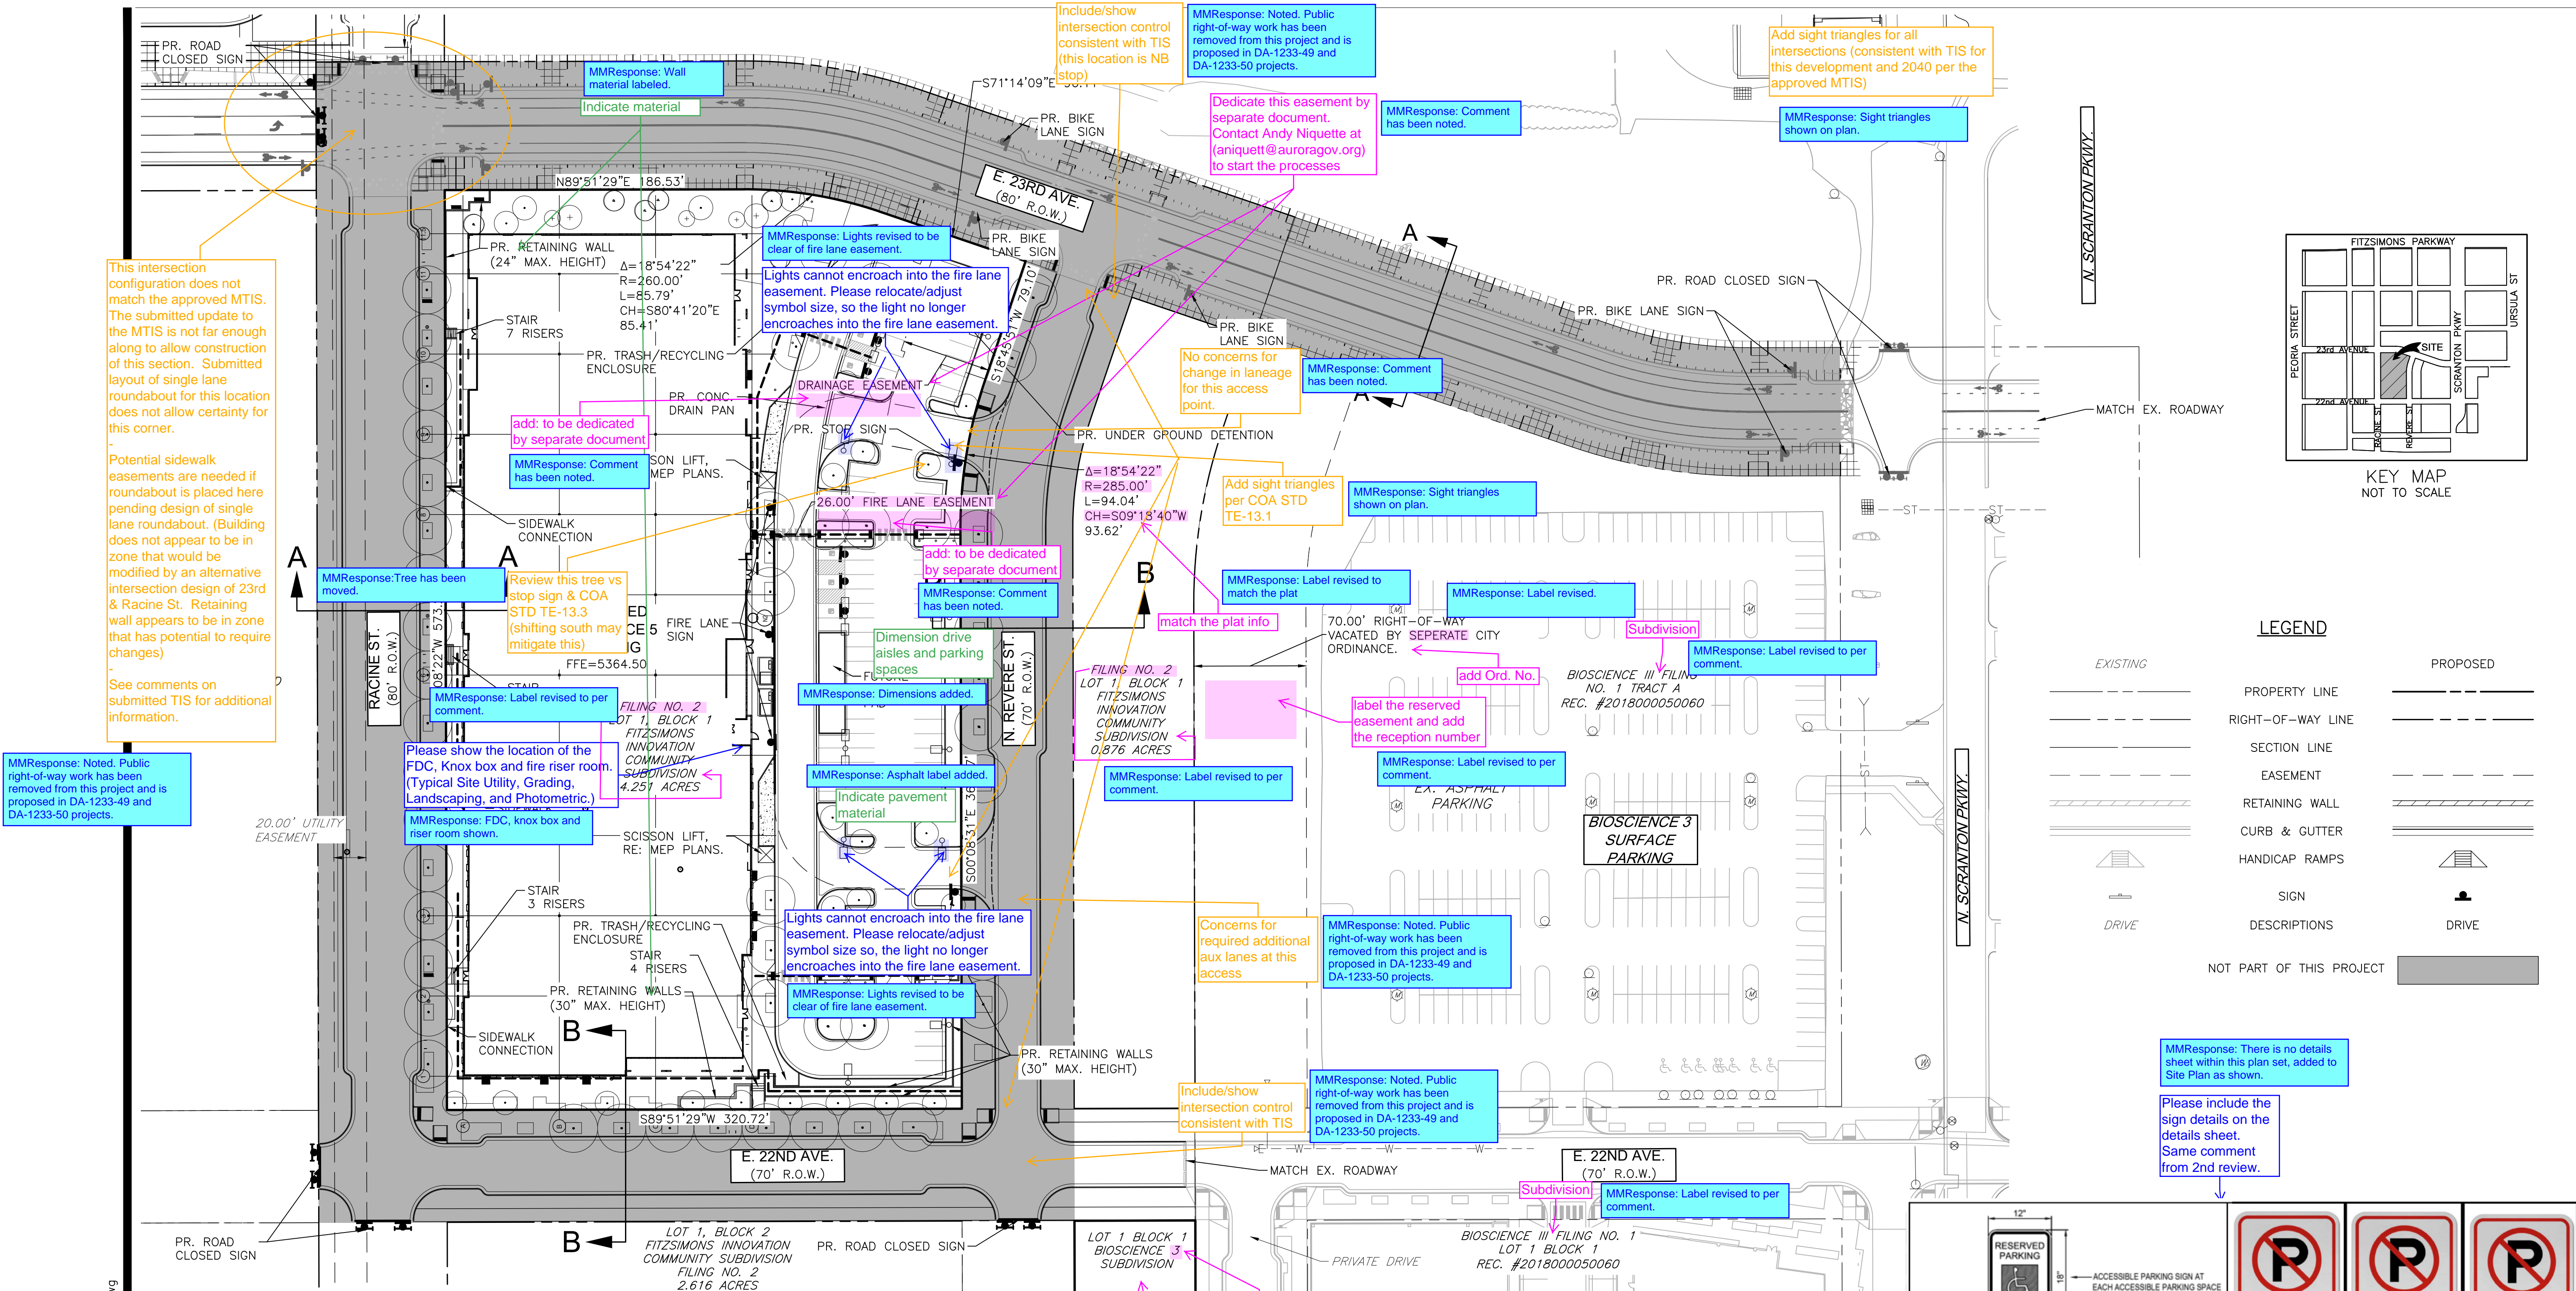 PR. ROAD
CLOSED SIGN
MMResponse: Wall
material labeled.
Indicate material
Include/show
intersection control
consistent with TIS
(this location is NB
stop)
MMResponse: Noted. Public
right-of-way work has been
removed from this project and is
proposed in DA-1233-49 and
DA-1233-50 projects.
Add sight triangles for all
intersections (consistent with TIS for
this development and 2040 per the
approved MTIS)
MMResponse: Sight triangles
shown on plan.
S71°14'09"E
PR. BIKE
LANE SIGN
Dedicate this easement by
separate document.
Contact Andy Niquette at
(aniquett@auroragov.org)
to start the processes
MMResponse: Comment
has been noted.
N. SCRANTON PKWY.
N89°51'29"E 186.53'
E. 23RD AVE.
(80' R.O.W.)
PR. RETAINING WALL
(24" MAX. HEIGHT)
MMResponse: Lights revised to be
clear of fire lane easement.
PR. BIKE
LANE SIGN
A
Δ=18°54'22"
R=260.00'
L=85.79'
CH=S80°41'20"E
85.41'
Lights cannot encroach into the fire lane
easement. Please relocate/adjust
symbol size, so the light no longer
encroaches into the fire lane easement.
S18°45'51"W 79.10'
PR. ROAD CLOSED SIGN
PR. BIKE LANE SIGN
FITZSIMONS PARKWAY
PEORIA STREET
23rd AVENUE
22nd AVENUE
RACINE ST
REVERE ST.
SCRANTON PKWY
URSULA ST
SITE
KEY MAP
NOT TO SCALE
This intersection
configuration does not
match the approved MTIS.
The submitted update to
the MTIS is not far enough
along to allow construction
of this section. Submitted
layout of single lane
roundabout for this location
does not allow certainty for
this corner.
-
Potential sidewalk
easements are needed if
roundabout is placed here
pending design of single
lane roundabout. (Building
does not appear to be in
zone that would be
modified by an alternative
intersection design of 23rd
& Racine St. Retaining
wall appears to be in zone
that has potential to require
changes)
-
See comments on
submitted TIS for additional
information.
STAIR
7 RISERS
PR. TRASH/RECYCLING
ENCLOSURE
PR. BIKE
LANE SIGN
No concerns for
change in laneage
for this access
point.
MMResponse: Comment
has been noted.
A
DRAINAGE EASEMENT
PR. CONC.
DRAIN PAN
MATCH EX. ROADWAY
add: to be dedicated
by separate document
PR. STOP SIGN
PR. UNDER GROUND DETENTION
MMResponse: Comment
has been noted.
SON LIFT,
MEP PLANS.
Δ=18°54'22"
R=285.00'
L=94.04'
CH=S09°18'40"W
93.62'
Add sight triangles
per COA STD
TE-13.1
MMResponse: Sight triangles
shown on plan.
26.00' FIRE LANE EASEMENT
ST
ST
SIDEWALK
CONNECTION
add: to be dedicated
by separate document
A
A
B
MMResponse:Tree has been
moved.
Review this tree vs
stop sign & COA
STD TE-13.3
(shifting south may
mitigate this)
MMResponse: Comment
has been noted.
MMResponse: Label revised to
match the plat
MMResponse: Label revised.
match the plat info
ED
CE 5
NG
FFE=5364.50
FIRE LANE
SIGN
Dimension drive
aisles and parking
spaces
70.00' RIGHT-OF-WAY
VACATED BY SEPERATE CITY
ORDINANCE.
Subdivision
MMResponse: Label revised to per
comment.
add Ord. No.
RACINE ST.
(80' R.O.W.)
08'22"W 573.
STAIR
FUTURE
PAD
MMResponse: Dimensions added.
N. REVERE ST.
(70' R.O.W.)
FILING NO. 2
LOT 1, BLOCK 1
FITZSIMONS
INNOVATION
COMMUNITY
SUBDIVISION
0.876 ACRES
BIOSCIENCE III FILING
NO. 1 TRACT A
REC. #2018000050060
MMResponse: Label revised to per
comment.
FILING NO. 2
LOT 1, BLOCK 1
FITZSIMONS
INNOVATION
COMMUNITY
SUBDIVISION
4.251 ACRES
label the reserved
easement and add
the reception number
LEGEND
EXISTING
PROPOSED
PROPERTY LINE
RIGHT-OF-WAY LINE
SECTION LINE
EASEMENT
RETAINING WALL
CURB & GUTTER
HANDICAP RAMPS
SIGN
DRIVE
DESCRIPTIONS
DRIVE
NOT PART OF THIS PROJECT
MMResponse: Noted. Public
right-of-way work has been
removed from this project and is
proposed in DA-1233-49 and
DA-1233-50 projects.
Please show the location of the
FDC, Knox box and fire riser room.
(Typical Site Utility, Grading,
Landscaping, and Photometric.)
MMResponse: FDC, knox box and
riser room shown.
MMResponse: Asphalt label added.
Indicate pavement
material
MMResponse: Label revised to per
comment.
MMResponse: Label revised to per
comment.
EX. ASPHALT
PARKING
BIOSCIENCE 3
SURFACE
PARKING
ST
N. SCRANTON PKWY.
20.00' UTILITY
EASEMENT
SCISSON LIFT,
RE: MEP PLANS.
S00°08'31"E 36 7'
STAIR
3 RISERS
PR. TRASH/RECYCLING
ENCLOSURE
STAIR
4 RISERS
Lights cannot encroach into the fire lane
easement. Please relocate/adjust
symbol size so, the light no longer
encroaches into the fire lane easement.
Concerns for
required additional
aux lanes at this
access
MMResponse: Noted. Public
right-of-way work has been
removed from this project and is
proposed in DA-1233-49 and
DA-1233-50 projects.
PR. RETAINING WALLS
(30" MAX. HEIGHT)
MMResponse: Lights revised to be
clear of fire lane easement.
B
SIDEWALK
CONNECTION
PR. RETAINING WALLS
(30" MAX. HEIGHT)
MMResponse: There is no details
sheet within this plan set, added to
Site Plan as shown.
Include/show
intersection control
consistent with TIS
MMResponse: Noted. Public
right-of-way work has been
removed from this project and is
proposed in DA-1233-49 and
DA-1233-50 projects.
Please include the
sign details on the
details sheet.
Same comment
from 2nd review.
S89°51'29"W 320.72'
E. 22ND AVE.
(70' R.O.W.)
E
W
W
W
MATCH EX. ROADWAY
E. 22ND AVE.
(70' R.O.W.)
Subdivision
MMResponse: Label revised to per
comment.
PR. ROAD
CLOSED SIGN
B
LOT 1, BLOCK 2
FITZSIMONS INNOVATION
COMMUNITY SUBDIVISION
FILING NO. 2
2.616 ACRES
PR. ROAD CLOSED SIGN
LOT 1 BLOCK 1
BIOSCIENCE 3
SUBDIVISION
PRIVATE DRIVE
BIOSCIENCE III FILING NO. 1
LOT 1 BLOCK 1
REC. #2018000050060
12"
RESERVED
PARKING
18"
ACCESSIBLE PARKING SIGN AT
EACH ACCESSIBLE PARKING SPACE
P
P
P